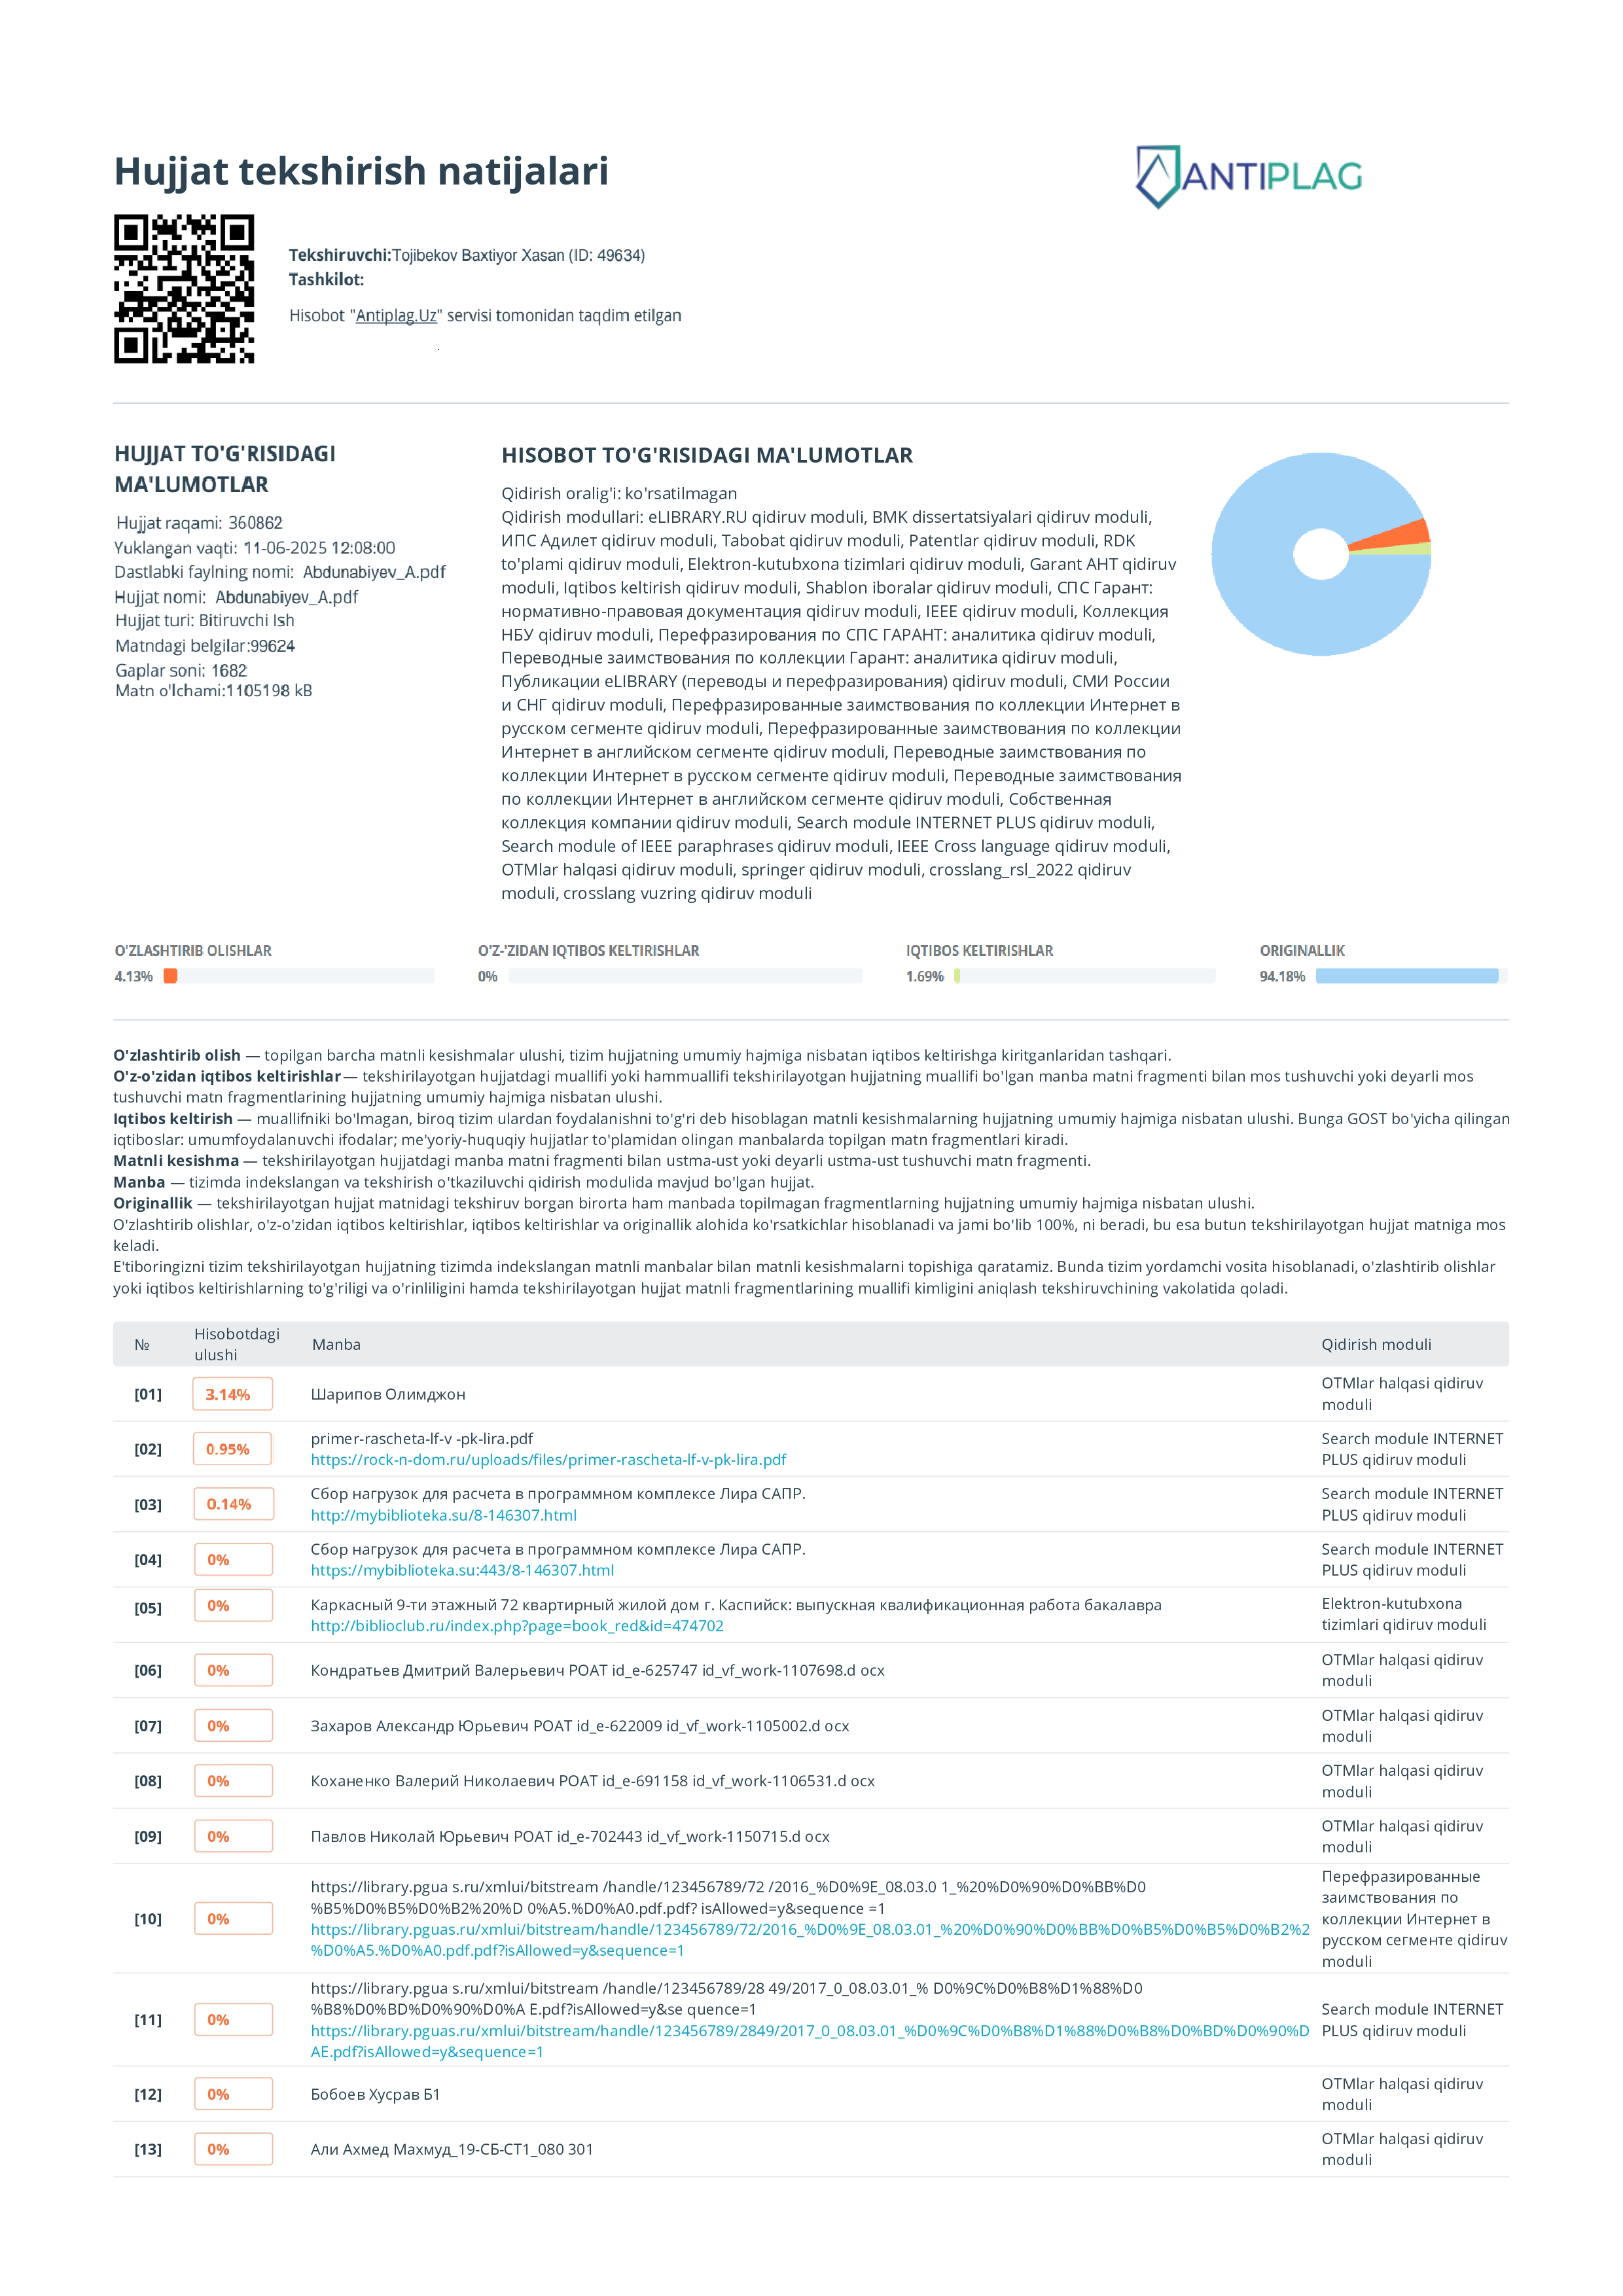 Hujjat tekshirish natijalari
ANTIPLAG
Tekshiruvchi:Tojibekov Baxtiyor Xasan (ID: 49634)
Tashkilot:
Hisobot "Antiplag.Uz" servisi tomonidan taqdim etilgan
HUJJAT TO'G'RISIDAGI
MA'LUMOTLAR
Hujjat raqami: 360862
Yuklangan vaqti: 11-06-2025 12:08:00
Dastlabki faylning nomi: Abdunabiyev_A.pdf
Hujjat nomi: Abdunabiyev_A.pdf
Hujjat turi: Bitiruvchi Ish
Matndagi belgilar:99624
Gaplar soni: 1682
Matn o'lchami:1105198 kB
HISOBOT TO'G'RISIDAGI MA'LUMOTLAR
Qidirish oralig'i: ko'rsatilmagan
Qidirish modullari: eLIBRARY.RU qidiruv moduli, BMK dissertatsiyalari qidiruv moduli,
ИПС Адилет qidiruv moduli, Tabobat qidiruv moduli, Patentlar qidiruv moduli, RDK
to'plami qidiruv moduli, Elektron-kutubxona tizimlari qidiruv moduli, Garant AHT qidiruv
moduli, Iqtibos keltirish qidiruv moduli, Shablon iboralar qidiruv moduli, СПС Гарант:
нормативно-правовая документация qidiruv moduli, IEEE qidiruv moduli, Коллекция
НБУ qidiruv moduli, Перефразирования по СПС ГАРАНТ: аналитика qidiruv moduli,
Переводные заимствования по коллекции Гарант: аналитика qidiruv moduli,
Публикации eLIBRARY (переводы и перефразирования) qidiruv moduli, СМИ России
и СНГ qidiruv moduli, Перефразированные заимствования по коллекции Интернет в
русском сегменте qidiruv moduli, Перефразированные заимствования по коллекции
Интернет в английском сегменте qidiruv moduli, Переводные заимствования по
коллекции Интернет в русском сегменте qidiruv moduli, Переводные заимствования
по коллекции Интернет в английском сегменте qidiruv moduli, Собственная
коллекция компании qidiruv moduli, Search module INTERNET PLUS qidiruv moduli,
Search module of IEEE paraphrases qidiruv moduli, IEEE Cross language qidiruv moduli,
OTMlar halqasi qidiruv moduli, springer qidiruv moduli, crosslang_rsl_2022 qidiruv
moduli, crosslang vuzring qidiruv moduli
O'ZLASHTIRIB OLISHLAR
4.13%
O'Z-'ZIDAN IQTIBOS KELTIRISHLAR
0%
IQTIBOS KELTIRISHLAR
1.69%
ORIGINALLIK
94.18%
O'zlashtirib olish — topilgan barcha matnli kesishmalar ulushi, tizim hujjatning umumiy hajmiga nisbatan iqtibos keltirishga kiritganlaridan tashqari.
O'z-o'zidan iqtibos keltirishlar— tekshirilayotgan hujjatdagi muallifi yoki hammuallifi tekshirilayotgan hujjatning muallifi bo'lgan manba matni fragmenti bilan mos tushuvchi yoki deyarli mos
tushuvchi matn fragmentlarining hujjatning umumiy hajmiga nisbatan ulushi.
Iqtibos keltirish — muallifniki bo'lmagan, biroq tizim ulardan foydalanishni to'g'ri deb hisoblagan matnli kesishmalarning hujjatning umumiy hajmiga nisbatan ulushi. Bunga GOST bo'yicha qilingan
iqtiboslar: umumfoydalanuvchi ifodalar; me'yoriy-huquqiy hujjatlar to'plamidan olingan manbalarda topilgan matn fragmentlari kiradi.
Matnli kesishma — tekshirilayotgan hujjatdagi manba matni fragmenti bilan ustma-ust yoki deyarli ustma-ust tushuvchi matn fragmenti.
Manba — tizimda indekslangan va tekshirish o'tkaziluvchi qidirish modulida mavjud bo'lgan hujjat.
Originallik — tekshirilayotgan hujjat matnidagi tekshiruv borgan birorta ham manbada topilmagan fragmentlarning hujjatning umumiy hajmiga nisbatan ulushi.
O'zlashtirib olishlar, o'z-o'zidan iqtibos keltirishlar, iqtibos keltirishlar va originallik alohida ko'rsatkichlar hisoblanadi va jami bo'lib 100%, ni beradi, bu esa butun tekshirilayotgan hujjat matniga mos
keladi.
E'tiboringizni tizim tekshirilayotgan hujjatning tizimda indekslangan matnli manbalar bilan matnli kesishmalarni topishiga qaratamiz. Bunda tizim yordamchi vosita hisoblanadi, o'zlashtirib olishlar
yoki iqtibos keltirishlarning to'g'riligi va o'rinliligini hamda tekshirilayotgan hujjat matnli fragmentlarining muallifi kimligini aniqlash tekshiruvchining vakolatida qoladi.
№ Hisobotdagi ulushi Manba Qidirish moduli
[01] 3.14% Шарипов Олимджон OTMlar halqasi qidiruv
moduli
[02] 0.95% primer-rascheta-lf-v -pk-lira.pdf Search module INTERNET
https://rock-n-dom.ru/uploads/files/primer-rascheta-lf-v-pk-lira.pdf PLUS qidiruv moduli
[03] 0.14% Сбор нагрузок для расчета в программном комплексе Лира САПР. Search module INTERNET
http://mybiblioteka.su/8-146307.html PLUS qidiruv moduli
[04] 0% Сбор нагрузок для расчета в программном комплексе Лира САПР. Search module INTERNET
https://mybiblioteka.su:443/8-146307.html PLUS qidiruv moduli
[05] 0% Каркасный 9-ти этажный 72 квартирный жилой дом г. Каспийск: выпускная квалификационная работа бакалавра Elektron-kutubxona
http://biblioclub.ru/index.php?page=book_red&id=474702 tizimlari qidiruv moduli
[06] 0% Кондратьев Дмитрий Валерьевич РОАТ id_e-625747 id_vf_work-1107698.d ocx OTMlar halqasi qidiruv
moduli
[07] 0% Захаров Александр Юрьевич РОАТ id_e-622009 id_vf_work-1105002.d ocx OTMlar halqasi qidiruv
moduli
[08] 0% Коханенко Валерий Николаевич РОАТ id_e-691158 id_vf_work-1106531.d ocx OTMlar halqasi qidiruv
moduli
[09] 0% Павлов Николай Юрьевич РОАТ id_e-702443 id_vf_work-1150715.d ocx OTMlar halqasi qidiruv
moduli
[10] 0% https://library.pgua s.ru/xmlui/bitstream /handle/123456789/72 /2016_%D0%9E_08.03.0 1_%20%D0%90%D0%BB%D0
%B5%D0%B5%D0%B2%20%D 0%A5.%D0%A0.pdf.pdf? isAllowed=y&sequence =1
https://library.pguas.ru/xmlui/bitstream/handle/123456789/72/2016_%D0%9E_08.03.01_%20%D0%90%D0%BB%D0%B5%D0%B5%D0%B2%2
%D0%A5.%D0%A0.pdf.pdf?isAllowed=y&sequence=1
Перефразированные
заимствования по
коллекции Интернет в
русском сегменте qidiruv
moduli
[11] 0% https://library.pgua s.ru/xmlui/bitstream /handle/123456789/28 49/2017_0_08.03.01_% D0%9C%D0%B8%D1%88%D0
%B8%D0%BD%D0%90%D0%A E.pdf?isAllowed=y&se quence=1
https://library.pguas.ru/xmlui/bitstream/handle/123456789/2849/2017_0_08.03.01_%D0%9C%D0%B8%D1%88%D0%B8%D0%BD%D0%90%D
AE.pdf?isAllowed=y&sequence=1
Search module INTERNET
PLUS qidiruv moduli
[12] 0% Бобоев Хусрав Б1 OTMlar halqasi qidiruv
moduli
[13] 0% Али Ахмед Махмуд_19-СБ-СТ1_080 301 OTMlar halqasi qidiruv
moduli